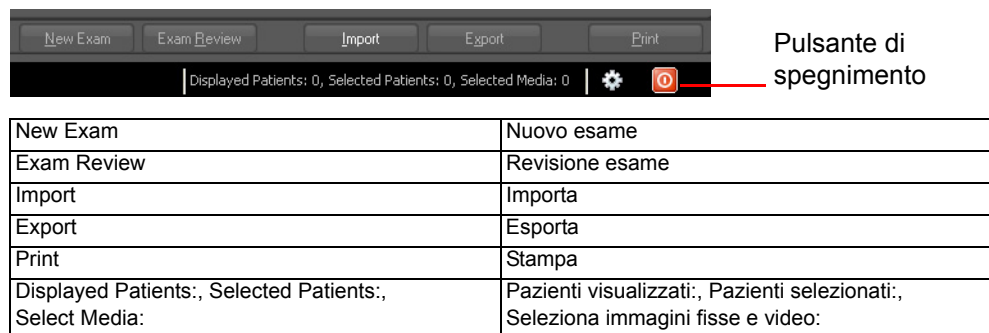 New Exam Exam Review Import Export Print
Pulsante di
spegnimento
Displayed Patients: 0, Selected Patients: 0, Selected Media: 0
New Exam Nuovo esame
Exam Review Revisione esame
Import Importa
Export Esporta
Print Stampa
Displayed Patients:, Selected Patients:,
Select Media:
Pazienti visualizzati:, Pazienti selezionati:,
Seleziona immagini fisse e video: